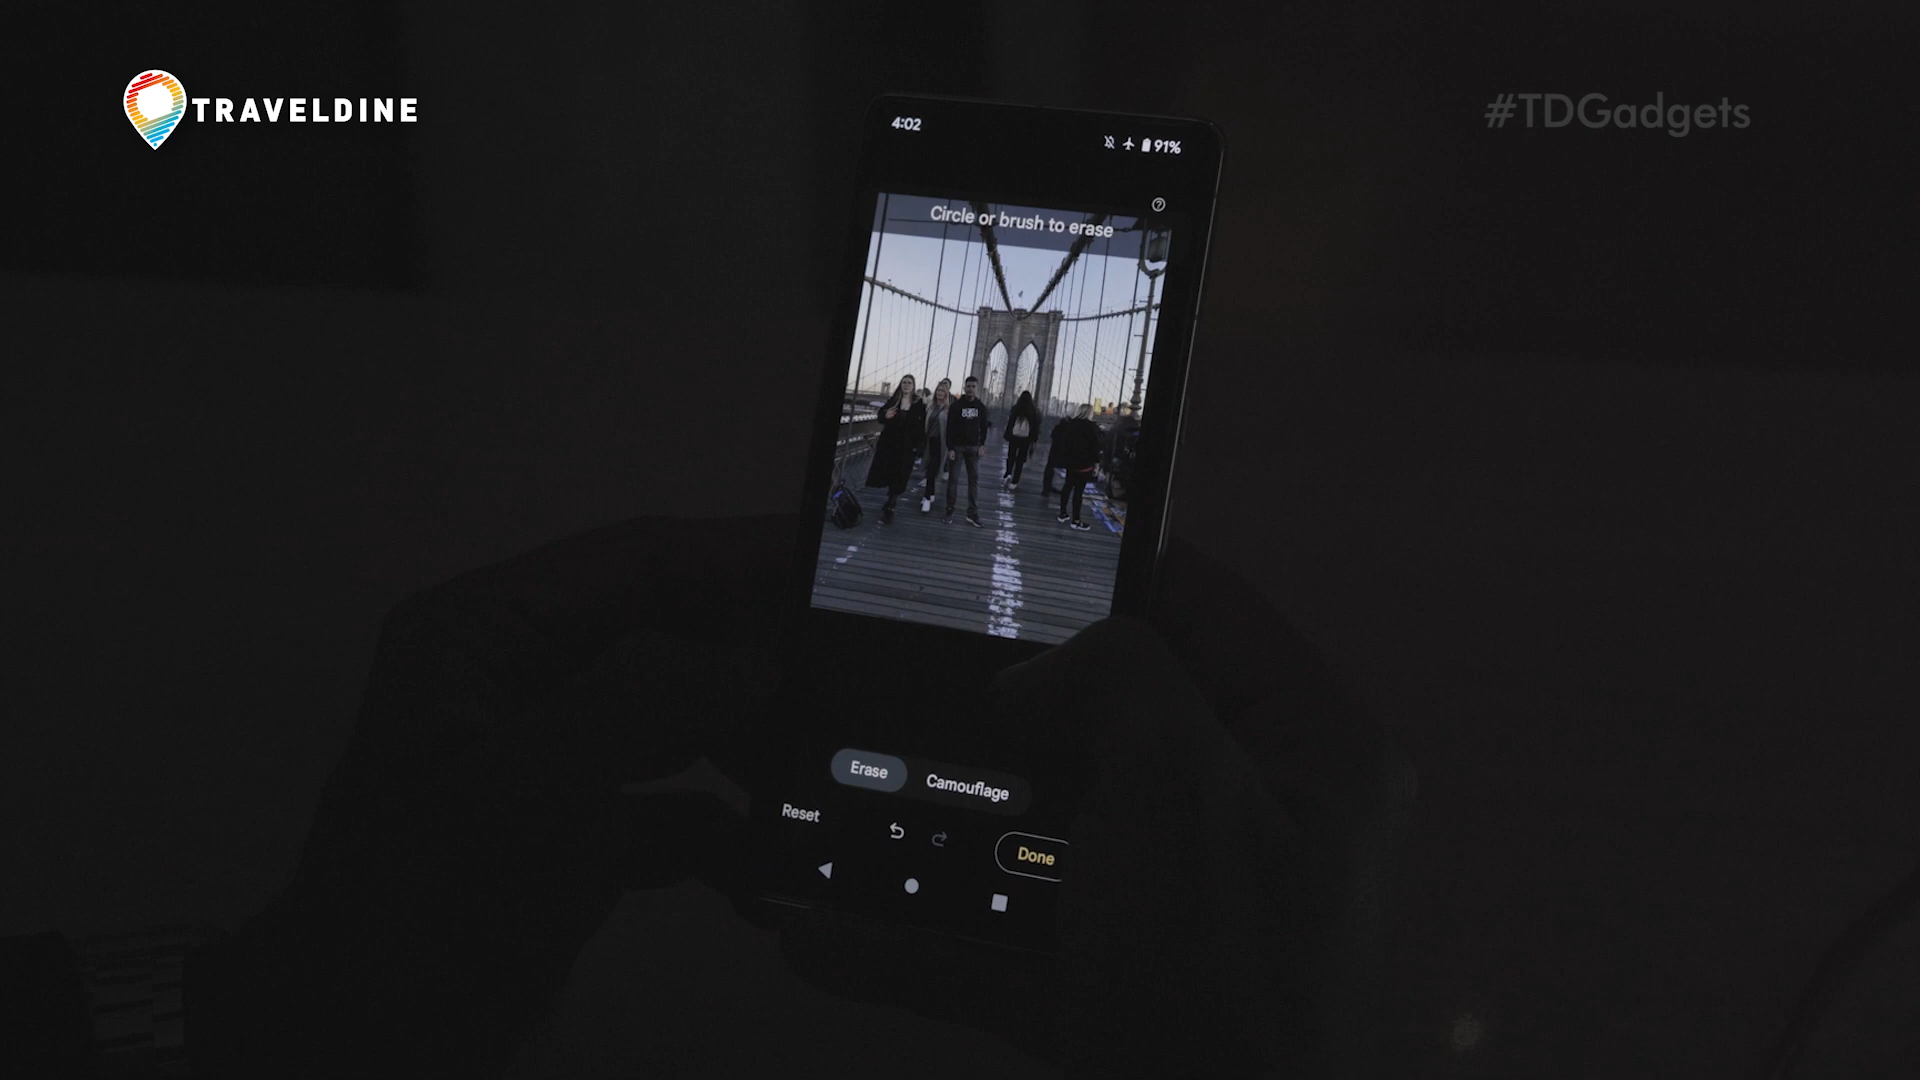 TRAVELDINE
#TDGadgets
4:02
91%
Circle or brush to erase
Erase
Camouflage
Reset
Done